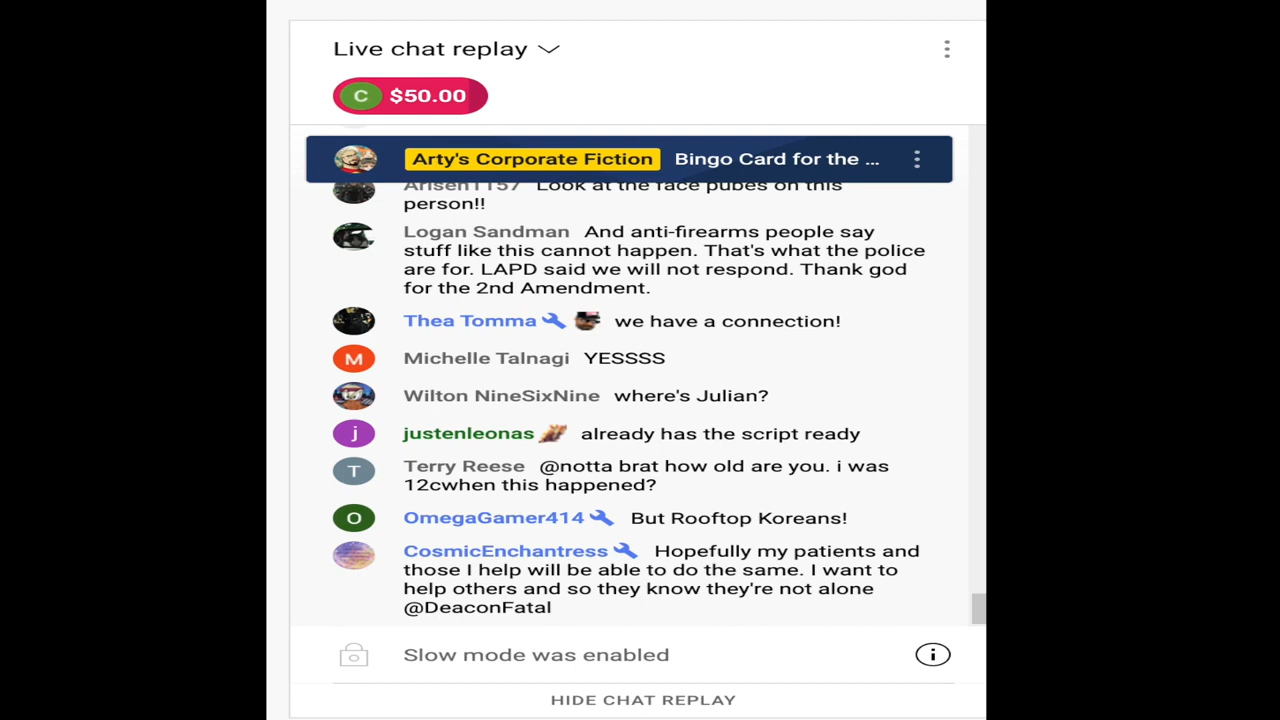 Live chat replay
C $50.00
Arty's Corporate Fiction Bingo Card for the ...
Arisen1157 Look at the face pubes on this
person!!
Logan Sandman And anti-firearms people say
stuff like this cannot happen. That's what the police
are for. LAPD said we will not respond. Thank god
for the 2nd Amendment.
Thea Tomma we have a connection!
M Michelle Talnagi YESSSS
Wilton NineSixNine where's Julian?
j justenleonas already has the script ready
T Terry Reese @notta brat how old are you. i was
12cwhen this happened?
O OmegaGamer414 But Rooftop Koreans!
CosmicEnchantress Hopefully my patients and
those I help will be able to do the same. I want to
help others and so they know they're not alone
@DeaconFatal
Slow mode was enabled
HIDE CHAT REPLAY